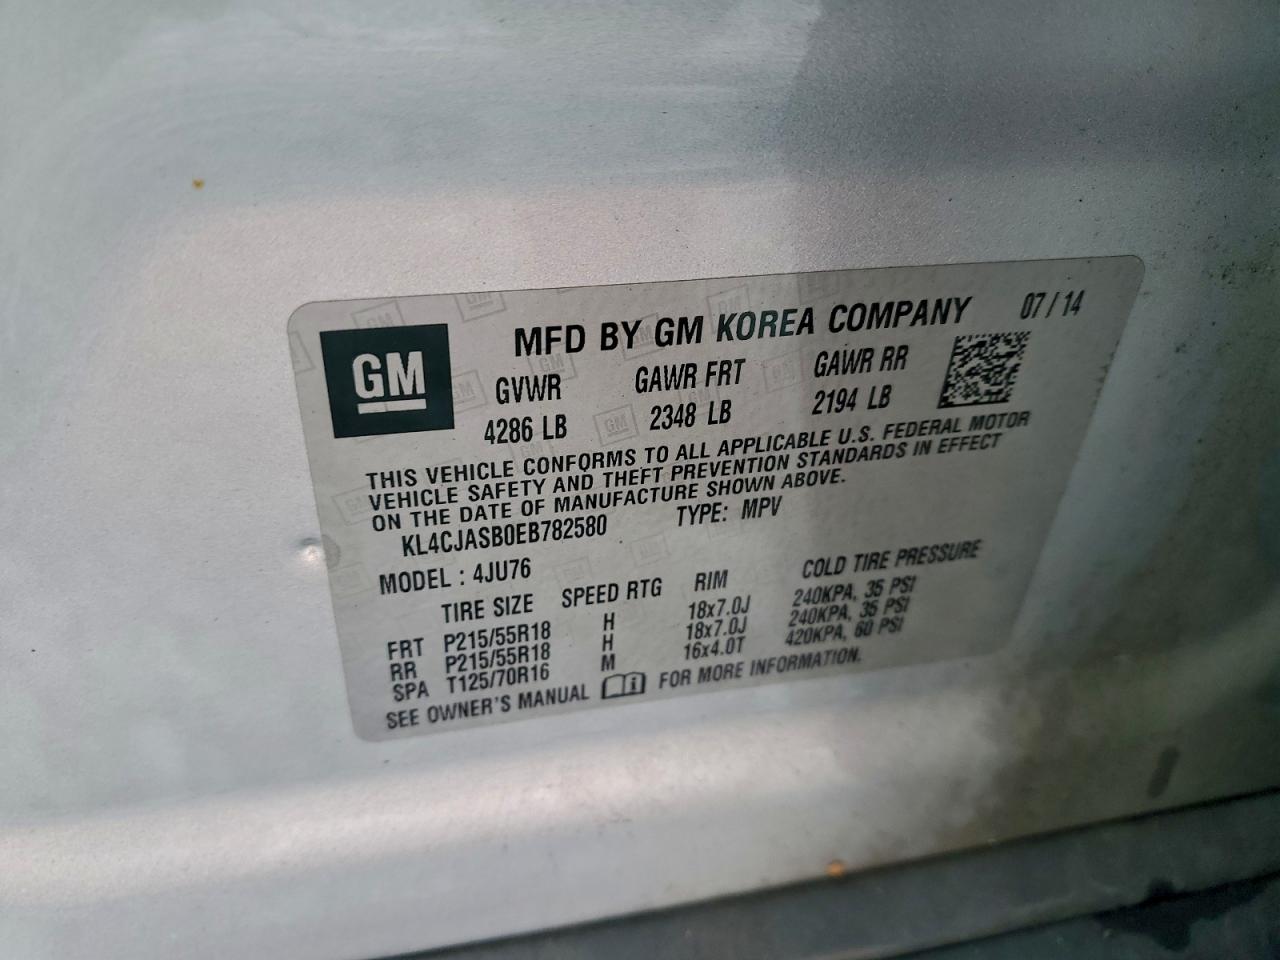 GM
MFD BY GM KOREA COMPANY 07/14
GVWR GAWR FRT GAWR RR
4286 LB 2348 LB 2194 LB
THIS VEHICLE CONFORMS TO ALL APPLICABLE U.S. FEDERAL MOTOR
VEHICLE SAFETY AND THEFT PREVENTION STANDARDS IN EFFECT
ON THE DATE OF MANUFACTURE SHOWN ABOVE.
KL4CJASB0EB782580 TYPE: MPV
MODEL : 4JU76
TIRE SIZE SPEED RTG RIM COLD TIRE PRESSURE
FRT P215/55R18 H 18x7.0J 240KPA, 35 PSI
RR P215/55R18 H 18x7.0J 240KPA, 35 PSI
SPA T125/70R16 M 16x4.0T 420KPA, 60 PSI
SEE OWNER'S MANUAL i FOR MORE INFORMATION.